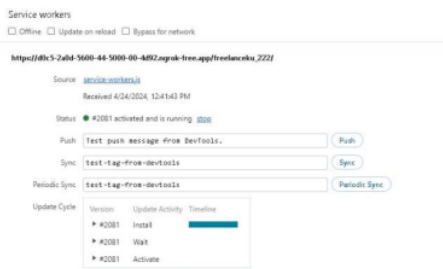 Service workers
Offline Update on reload Bypass for network
https://d0c5-2a0d-5600-44-5000-00-4d92.ngrok-free.app/freelanceku_222/
Source service-workers.js
Received 4/24/2024, 12:41:43 PM
Status #2081 activated and is running stop
Push Test push message from DevTools. Push
Sync test-tag-from-devtools Sync
Periodic Sync test-tag-from-devtools Periodic Sync
Update Cycle Version Update Activity Timeline
#2081 Install
#2081 Wait
#2081 Activate